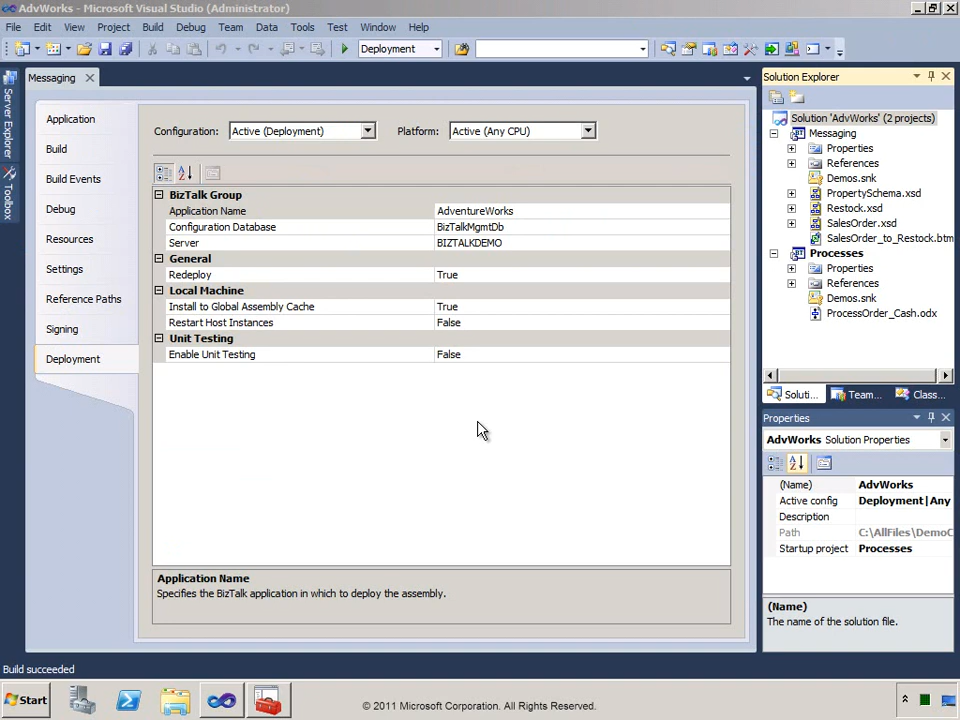 AdvWorks - Microsoft Visual Studio (Administrator)
File Edit View Project Build Debug Team Data Tools Test Window Help
Deployment
Server Explorer
Toolbox
Messaging
Application
Build
Build Events
Debug
Resources
Settings
Reference Paths
Signing
Deployment
Configuration: Active (Deployment) Platform: Active (Any CPU)
BizTalk Group
Application Name AdventureWorks
Configuration Database BizTalkMgmtDb
Server BIZTALKDEMO
General
Redeploy True
Local Machine
Install to Global Assembly Cache True
Restart Host Instances False
Unit Testing
Enable Unit Testing False
Application Name
Specifies the BizTalk application in which to deploy the assembly.
Solution Explorer
Solution 'AdvWorks' (2 projects)
Messaging
Properties
References
Demos.snk
PropertySchema.xsd
Restock.xsd
SalesOrder.xsd
SalesOrder_to_Restock.btm
Processes
Properties
References
Demos.snk
ProcessOrder_Cash.odx
Soluti... Team... Class...
Properties
AdvWorks Solution Properties
(Name) AdvWorks
Active config Deployment|Any
Description
Path C:\AllFiles\DemoC
Startup project Processes
(Name)
The name of the solution file.
Build succeeded
Start
© 2011 Microsoft Corporation. All Rights Reserved.